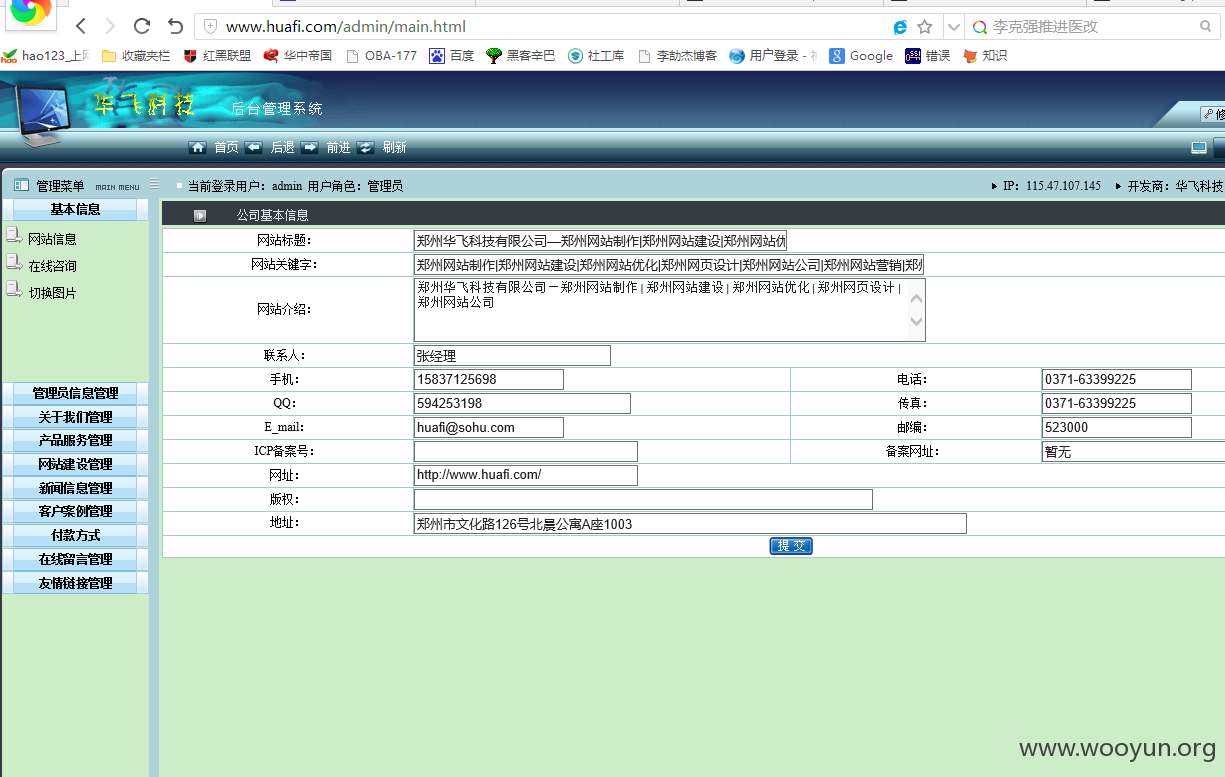 www.huafi.com/admin/main.html 李克强推进医改
hao123_上网 收藏夹栏 红黑联盟 华中帝国 OBA-177 百度 黑客辛巴 社工库 李劼杰博客 用户登录 - Google 错误 知识
华飞科技 后台管理系统
修
首页 后退 前进 刷新
管理菜单 MAIN MENU 当前登录用户：admin 用户角色：管理员 IP：115.47.107.145 开发商：华飞科技
基本信息
网站信息
在线咨询
切换图片
管理员信息管理
关于我们管理
产品服务管理
网站建设管理
新闻信息管理
客户案例管理
付款方式
在线留言管理
友情链接管理
公司基本信息
网站标题： 郑州华飞科技有限公司—郑州网站制作|郑州网站建设|郑州网站优
网站关键字： 郑州网站制作|郑州网站建设|郑州网站优化|郑州网页设计|郑州网站公司|郑州网站营销|郑州
网站介绍： 郑州华飞科技有限公司－郑州网站制作|郑州网站建设|郑州网站优化|郑州网页设计|
郑州网站公司
联系人： 张经理
手机： 15837125698 电话： 0371-63399225
QQ： 594253198 传真： 0371-63399225
E_mail： huafi@sohu.com 邮编： 523000
ICP备案号： 备案网址： 暂无
网址： http://www.huafi.com/
版权：
地址： 郑州市文化路126号北晨公寓A座1003
提 交
www.wooyun.org